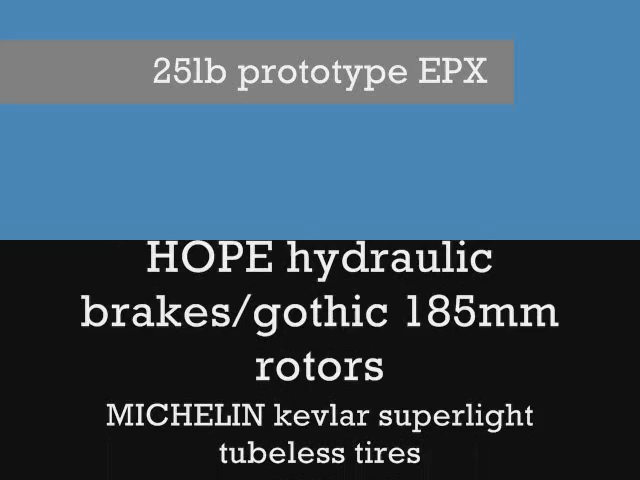 25lb prototype EPX
HOPE hydraulic
brakes/gothic 185mm
rotors
MICHELIN kevlar superlight
tubeless tires